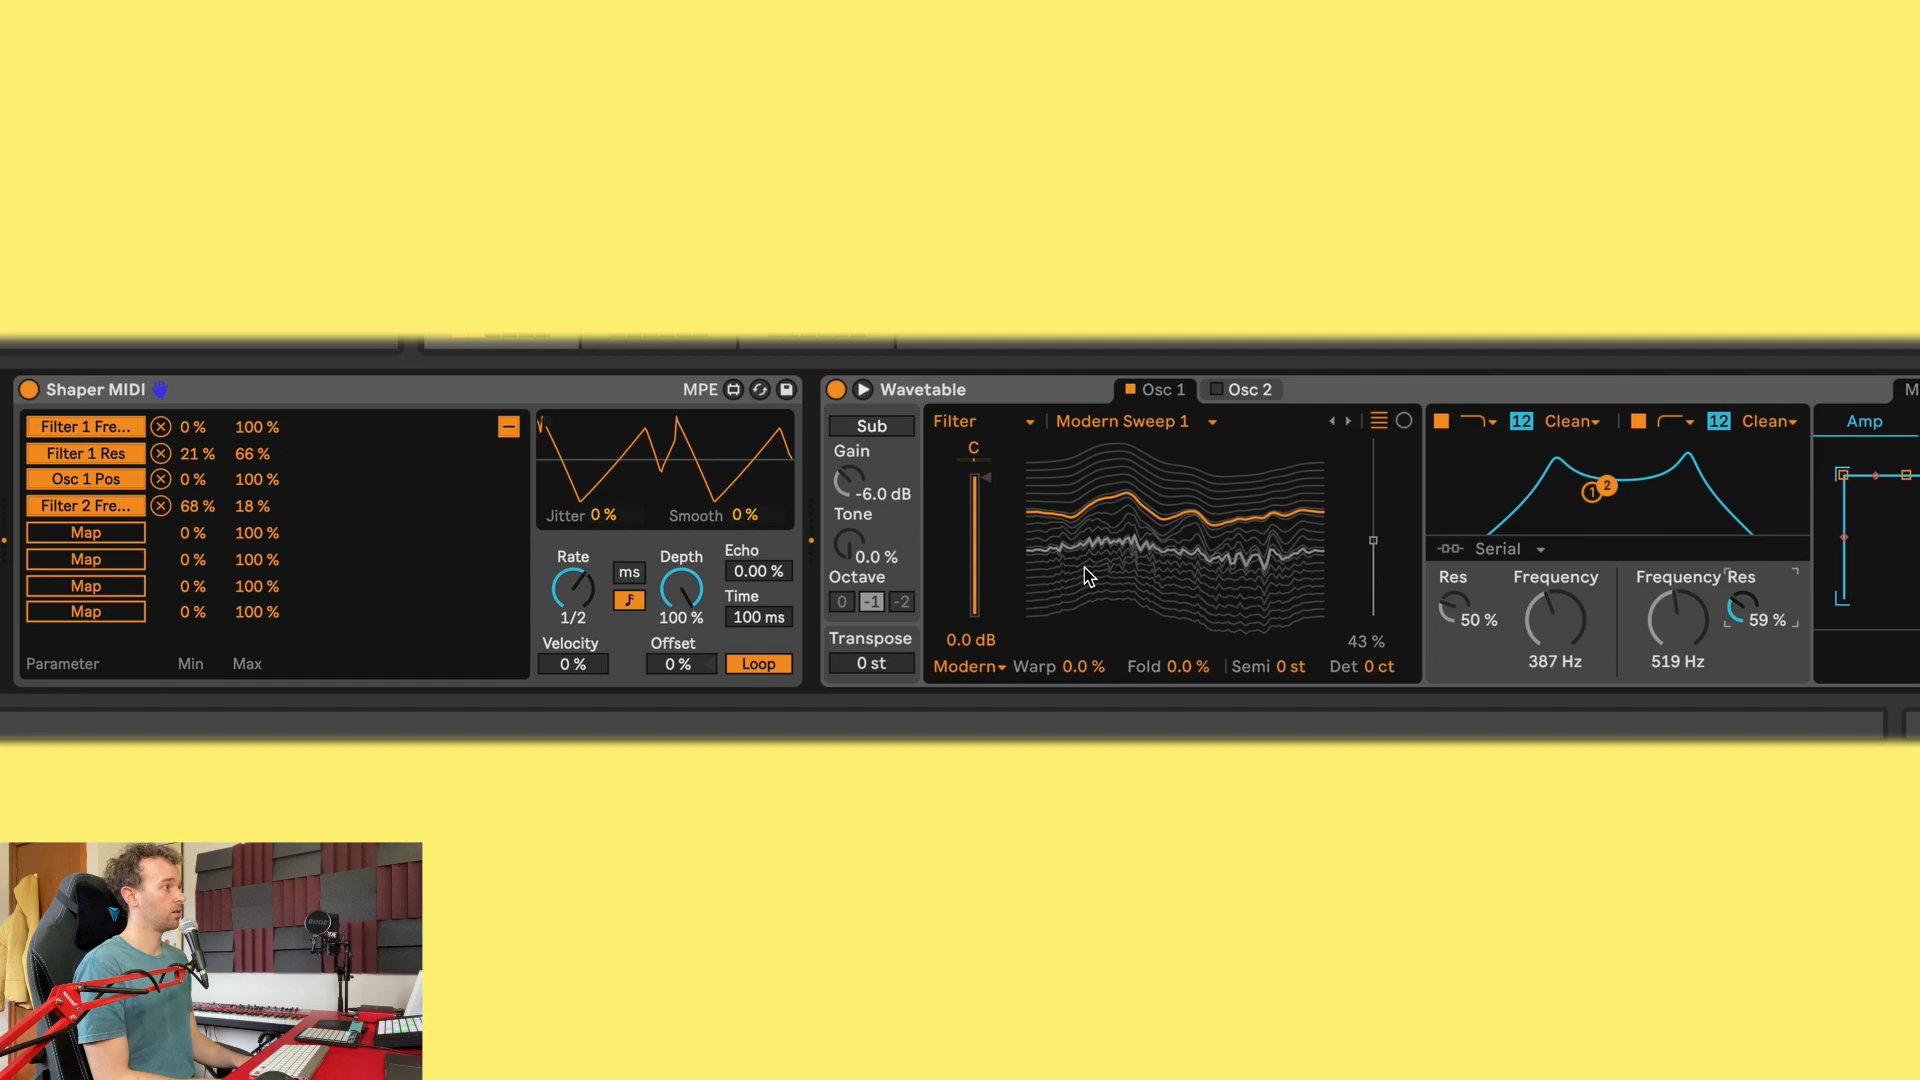 Shaper MIDI
MPE
Filter 1 Fre... 0 % 100 %
Filter 1 Res 21 % 66 %
Osc 1 Pos 0 % 100 %
Filter 2 Fre... 68 % 18 %
Map 0 % 100 %
Map 0 % 100 %
Map 0 % 100 %
Map 0 % 100 %
Parameter Min Max
Jitter 0 % Smooth 0 %
Rate
1/2
ms
Depth
100 %
Echo
0.00 %
Time
100 ms
Velocity
0 %
Offset
0 %
Loop
Wavetable
Osc 1
Osc 2
Sub
Gain
-6.0 dB
Tone
0.0 %
Octave
0 -1 -2
Transpose
0 st
Filter
Modern Sweep 1
C
0.0 dB
43 %
Modern Warp 0.0 % Fold 0.0 % Semi 0 st Det 0 ct
12 Clean
12 Clean
1 2
Serial
Res
50 %
Frequency
387 Hz
Frequency
519 Hz
Res
59 %
M
Amp
RODE